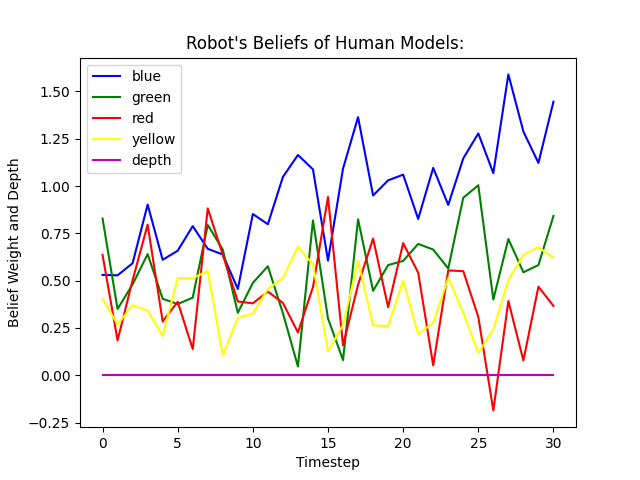 Robot's Beliefs of Human Models:
blue
green
red
yellow
depth
Belief Weight and Depth
1.50
1.25
1.00
0.75
0.50
0.25
0.00
−0.25
0 5 10 15 20 25 30
Timestep